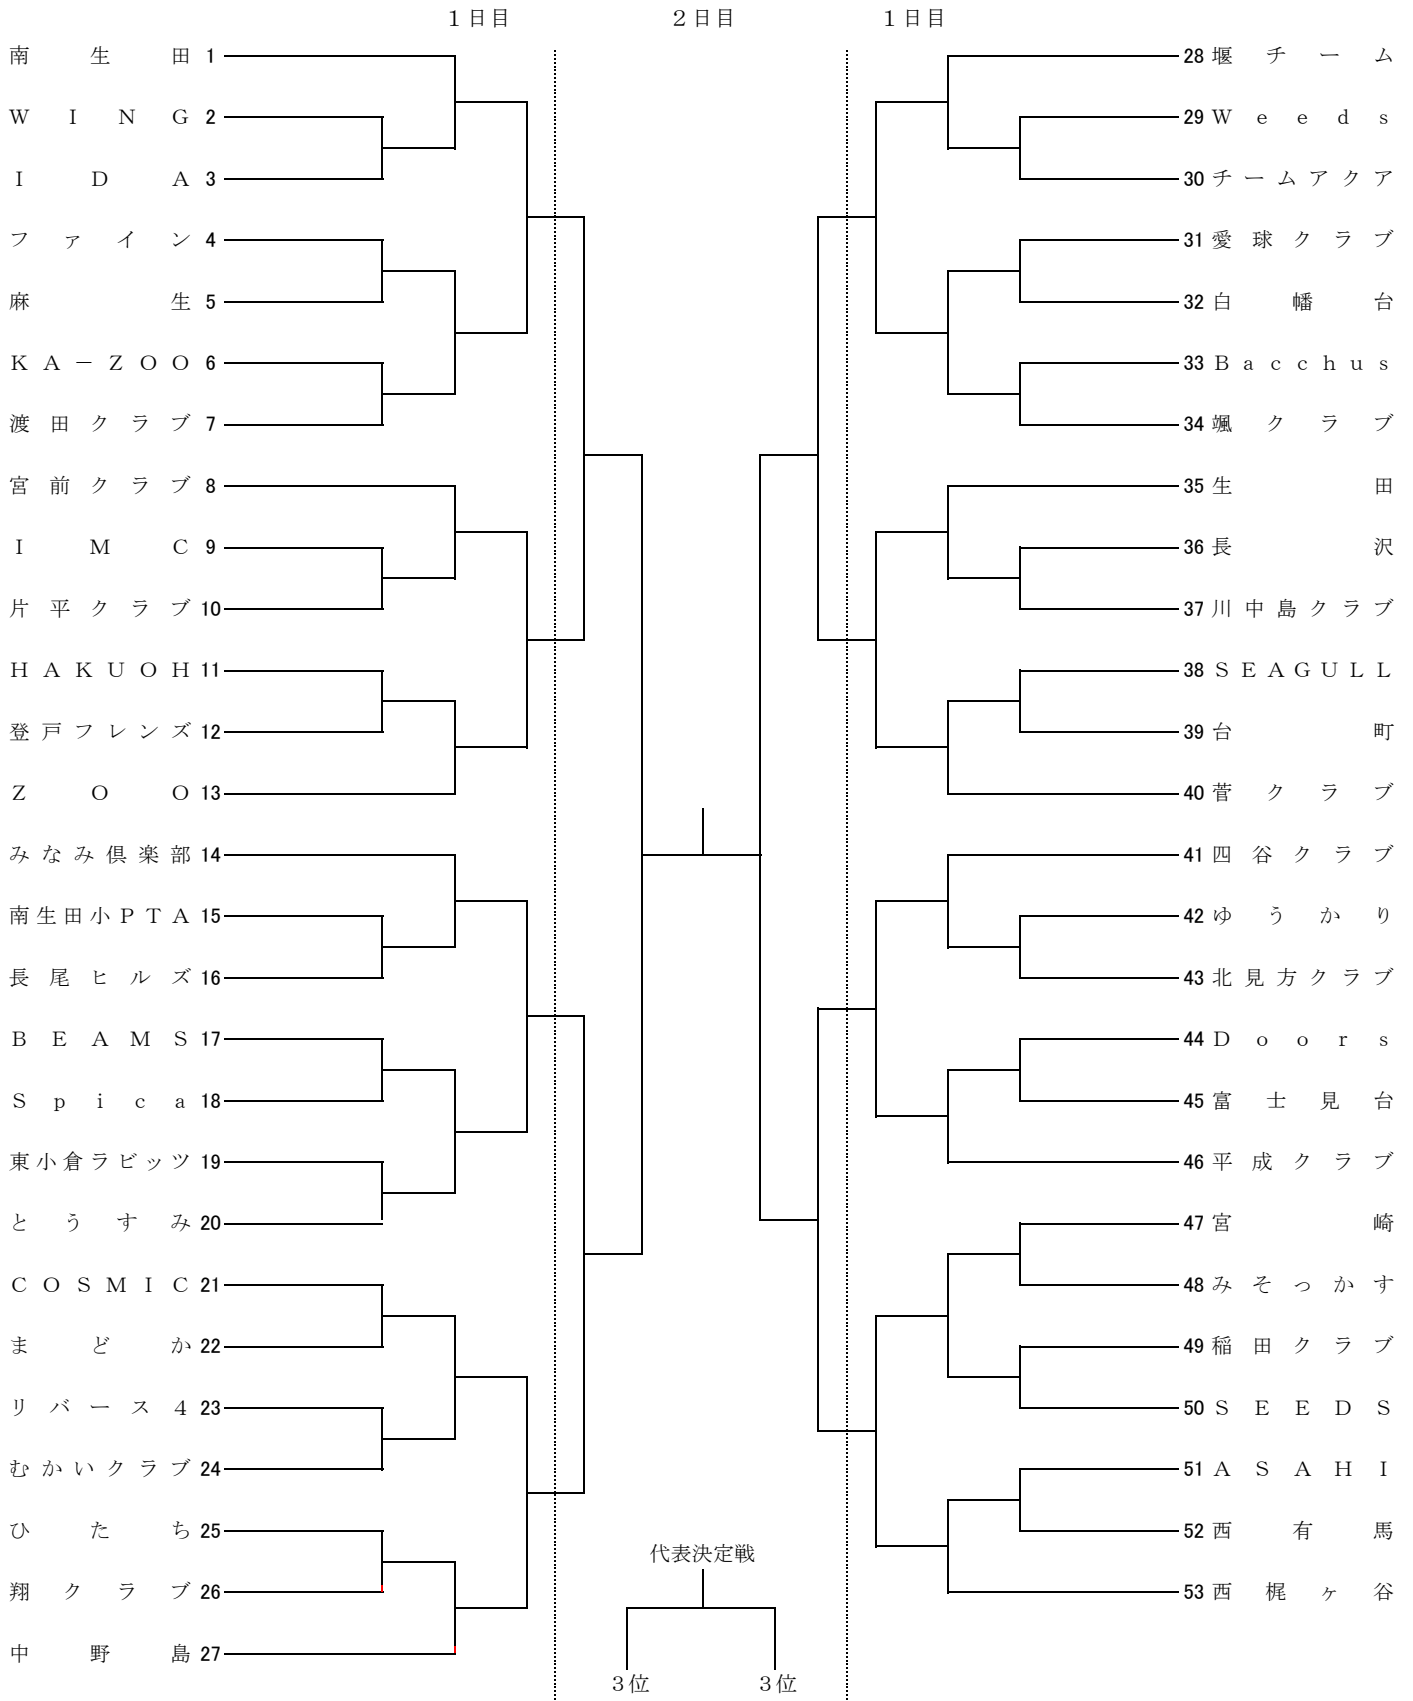 １日目
２日目
１日目
南生田 1
ＷＩＮＧ 2
ＩＤＡ 3
ファイン 4
麻生 5
ＫＡ－ＺＯＯ 6
渡田クラブ 7
宮前クラブ 8
ＩＭＣ 9
片平クラブ 10
ＨＡＫＵＯＨ 11
登戸フレンズ 12
ＺＯＯ 13
みなみ倶楽部 14
南生田小ＰＴＡ 15
長尾ヒルズ 16
ＢＥＡＭＳ 17
Ｓｐｉｃａ 18
東小倉ラビッツ 19
とうすみ 20
ＣＯＳＭＩＣ 21
まどか 22
リバース４ 23
むかいクラブ 24
ひたち 25
翔クラブ 26
中野島 27
28 堰チーム
29 Ｗｅｅｄｓ
30 チームアクア
31 愛球クラブ
32 白幡台
33 Ｂａｃｃｈｕｓ
34 颯クラブ
35 生田
36 長沢
37 川中島クラブ
38 ＳＥＡＧＵＬＬ
39 台町
40 菅クラブ
41 四谷クラブ
42 ゆうかり
43 北見方クラブ
44 Ｄｏｏｒｓ
45 富士見台
46 平成クラブ
47 宮崎
48 みそっかす
49 稲田クラブ
50 ＳＥＥＤＳ
51 ＡＳＡＨＩ
52 西有馬
53 西梶ヶ谷
代表決定戦
３位
３位